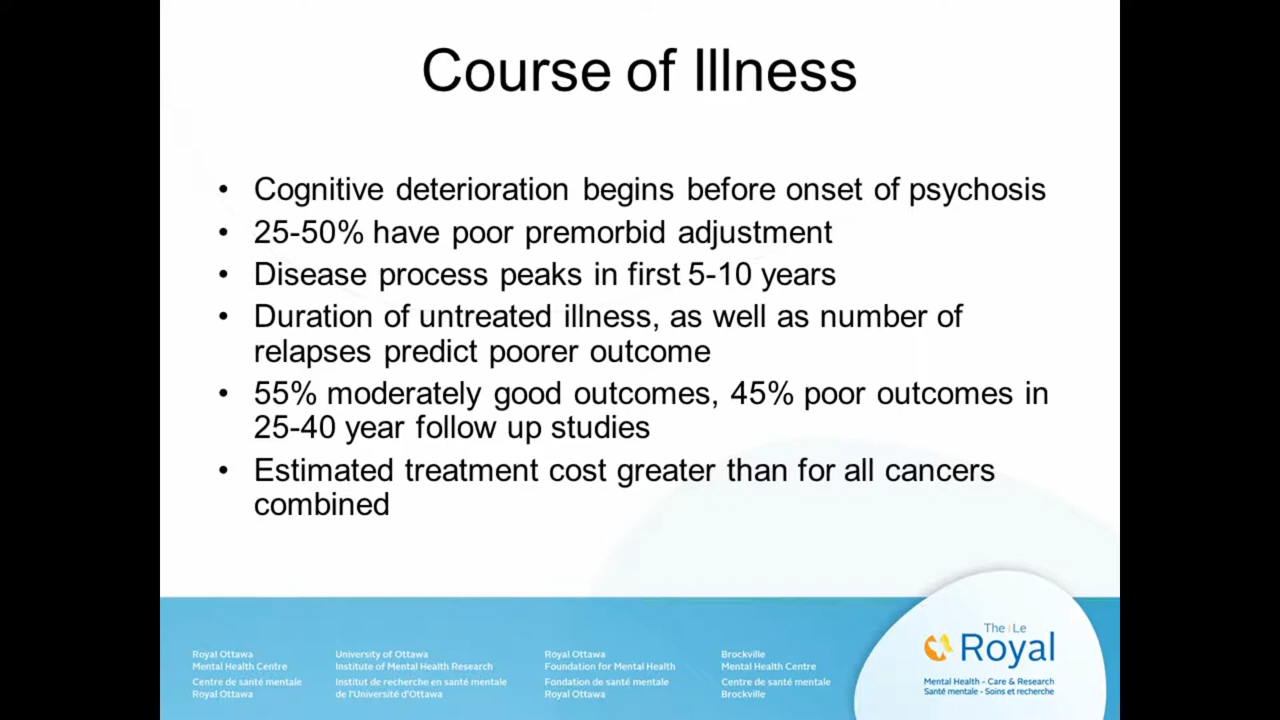 Course of Illness
• Cognitive deterioration begins before onset of psychosis
• 25-50% have poor premorbid adjustment
• Disease process peaks in first 5-10 years
• Duration of untreated illness, as well as number of
relapses predict poorer outcome
• 55% moderately good outcomes, 45% poor outcomes in
25-40 year follow up studies
• Estimated treatment cost greater than for all cancers
combined
Royal Ottawa
Mental Health Centre
Centre de santé mentale
Royal Ottawa
University of Ottawa
Institute of Mental Health Research
Institut de recherche en santé mentale
de l'Université d'Ottawa
Royal Ottawa
Foundation for Mental Health
Fondation de santé mentale
Royal Ottawa
Brockville
Mental Health Centre
Centre de santé mentale
Brockville
The | Le
Royal
Mental Health - Care & Research
Santé mentale - Soins et recherche